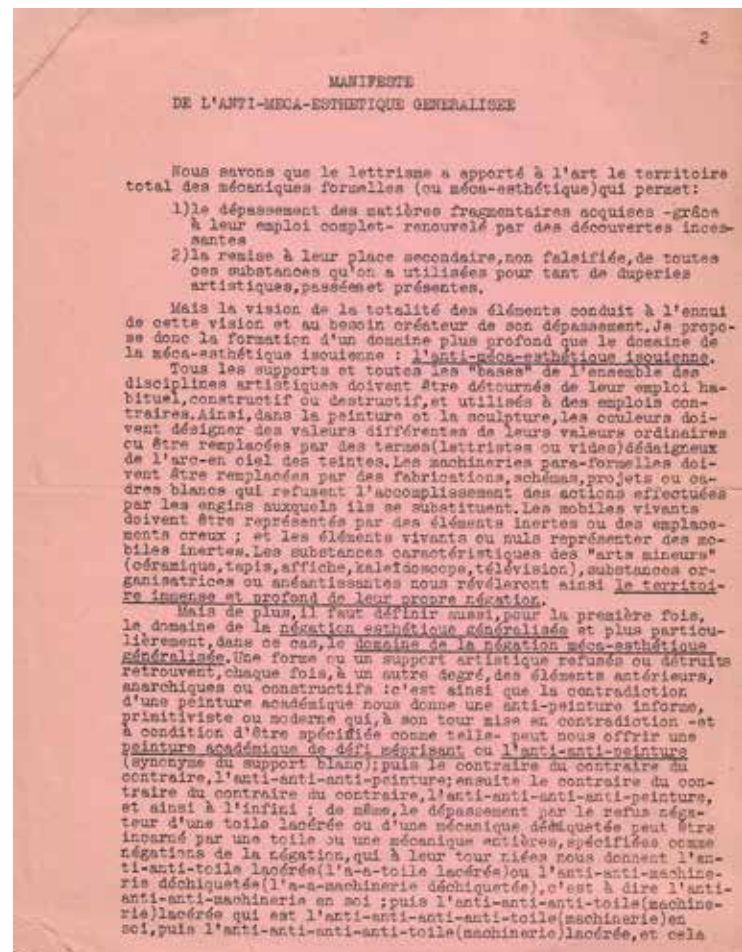 2
MANIFESTE
DE L'ANTI-MECA-ESTHETIQUE GENERALISEE
Nous savons que le lettrisme a apporté à l'art le territoire
total des mécaniques formelles (ou méca-esthétique)qui permet:
1)le dépassement des matières fragmentaires acquises -grâce
à leur emploi complet- renouvelé par des découvertes inces-
santes
2)la remise à leur place secondaire,non falsifiée,de toutes
ces substances qu'on a utilisées pour tant de duperies
artistiques,passées et présentes.
Mais la vision de la totalité des éléments conduit à l'ennui
de cette vision et au besoin créateur de son dépassement.Je propo-
se donc la formation d'un domaine plus profond que le domaine de
la méca-esthétique isouienne : l'anti-méca-esthétique isouienne.
Tous les supports et toutes les "bases" de l'ensemble des
disciplines artistiques doivent être détournés de leur emploi ha-
bituel,constructif ou destructif,et utilisés à des emplois con-
traires.Ainsi,dans la peinture et la sculpture,les couleurs doi-
vent désigner des valeurs différentes de leurs valeurs ordinaires
ou être remplacées par des termes(lettristes ou vides)dédaigneux
de l'arc-en ciel des teintes.Les machineries para-formelles doi-
vent être remplacées par des fabrications,schémas,projets ou ca-
dres blancs qui refusent l'accomplissement des actions effectuées
par les engins auxquels ils se substituent.Les mobiles vivants
doivent être représentés par des éléments inertes ou des emplace-
ments creux ; et les éléments vivants ou nuls représenter des mo-
biles inertes.Les substances caractéristiques des "arts mineurs"
(céramique,tapis,affiche,kaleïdoscope,télévision),substances or-
ganisatrices ou anéantissantes nous révéleront ainsi le territoi-
re immense et profond de leur propre négation.
Mais de plus,il faut définir aussi,pour la première fois,
le domaine de la négation esthétique généralisée et plus particu-
lièrement,dans ce cas,le domaine de la négation méca-esthétique
généralisée.Une forme ou un support artistique refusés ou détruits
retrouvent,chaque fois,à un autre degré,des éléments antérieurs,
anarchiques ou constructifs :c'est ainsi que la contradiction
d'une peinture académique nous donne une anti-peinture informe,
primitiviste ou moderne qui,à son tour mise en contradiction -et
à condition d'être spécifiée comme telle- peut nous offrir une
peinture académique de défi méprisant ou l'anti-anti-peinture
(synonyme du support blanc);puis le contraire du contraire du
contraire,l'anti-anti-anti-peinture;ensuite le contraire du con-
traire du contraire du contraire,l'anti-anti-anti-anti-peinture,
et ainsi à l'infini ; de même,le dépassement par le refus néga-
teur d'une toile lacérée ou d'une mécanique déchiquetée peut être
incarné par une toile ou une mécanique entières,spécifiées comme
négations de la négation,qui à leur tour niées nous donnent l'an-
ti-anti-toile lacérée(l'a-a-toile lacérée)ou l'anti-anti-machine-
rie déchiquetée(l'a-a-machinerie déchiquetée),c'est à dire l'anti-
anti-anti-machinerie en soi ;puis l'anti-anti-anti-toile(machine-
rie)lacérée qui est l'anti-anti-anti-anti-toile(machinerie)en
soi,puis l'anti-anti-anti-anti-toile(machinerie)lacérée,et cela